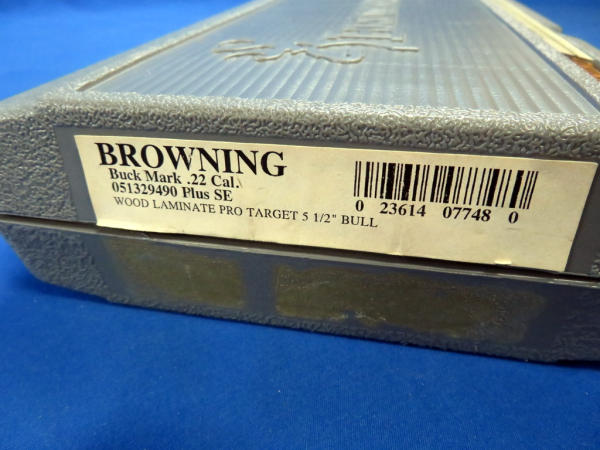 BROWNING
Buck Mark .22 Cal.
051329490 Plus SE
WOOD LAMINATE PRO TARGET 5 1/2" BULL
0 23614 07748 0